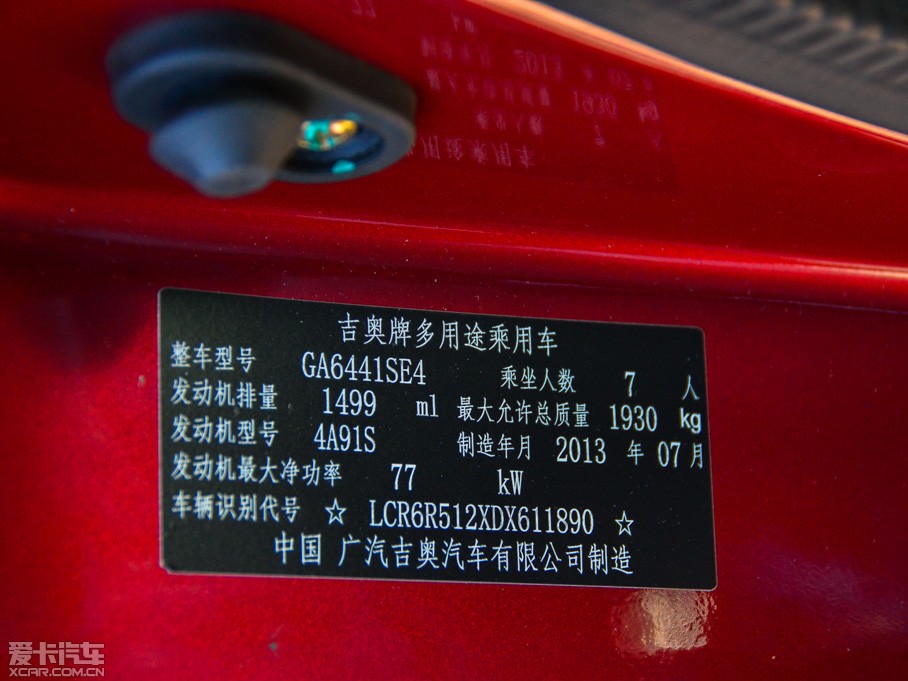 吉奥牌多用途乘用车
整车型号 GA6441SE4 乘坐人数 7 人
发动机排量 1499 ml 最大允许总质量 1930 kg
发动机型号 4A91S 制造年月 2013 年 07 月
发动机最大净功率 77 kW
车辆识别代号 ☆ LCR6R512XDX611890 ☆
中国 广汽吉奥汽车有限公司制造
爱卡汽车
XCAR.COM.CN